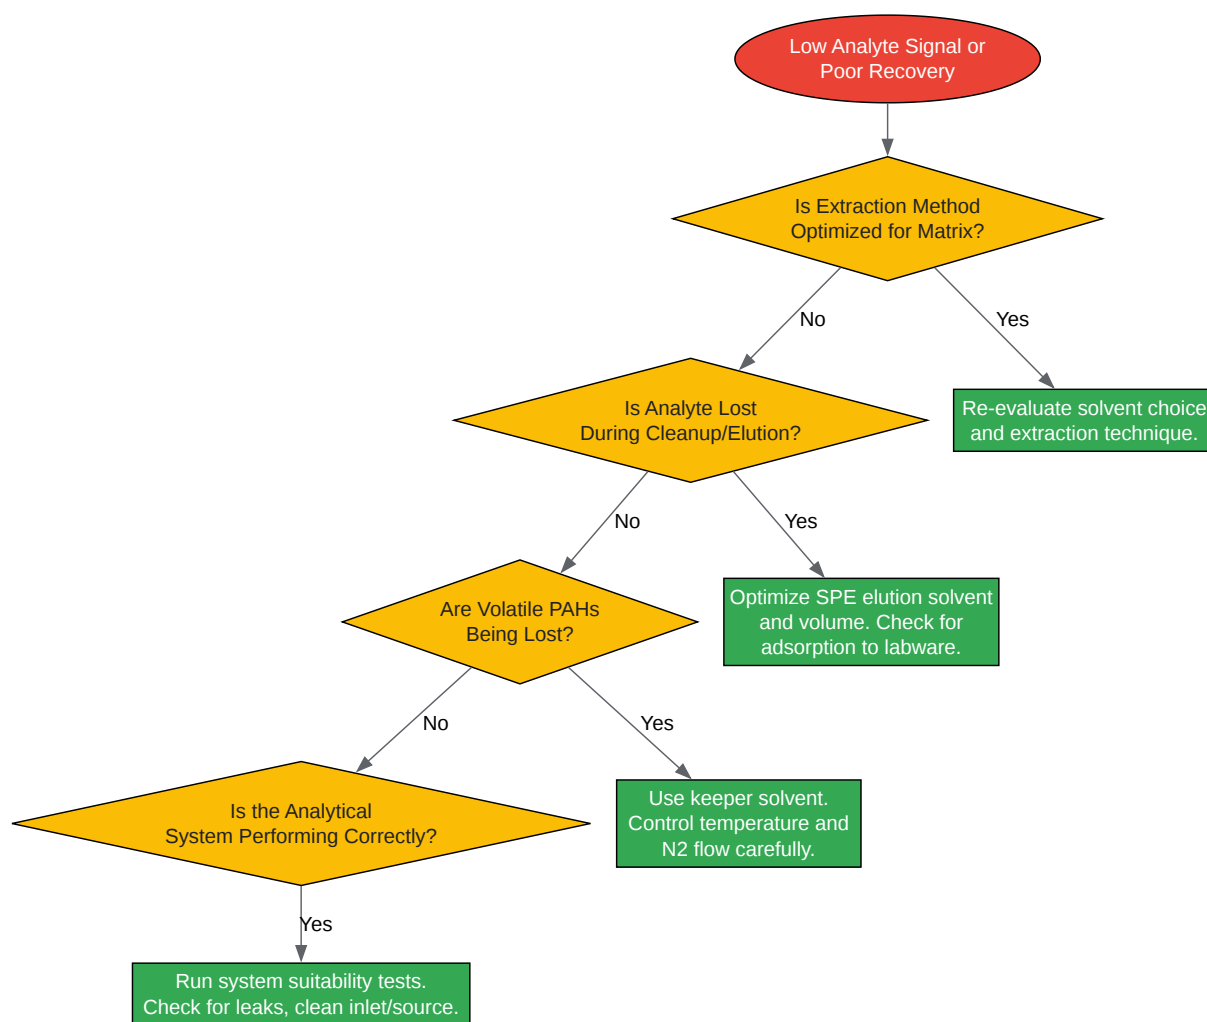 Low Analyte Signal or
Poor Recovery
Is Extraction Method
Optimized for Matrix?
No
Yes
Is Analyte Lost
During Cleanup/Elution?
Re-evaluate solvent choice
and extraction technique.
No
Yes
Are Volatile PAHs
Being Lost?
Optimize SPE elution solvent
and volume. Check for
adsorption to labware.
No
Yes
Is the Analytical
System Performing Correctly?
Use keeper solvent.
Control temperature and
N2 flow carefully.
Yes
Run system suitability tests.
Check for leaks, clean inlet/source.